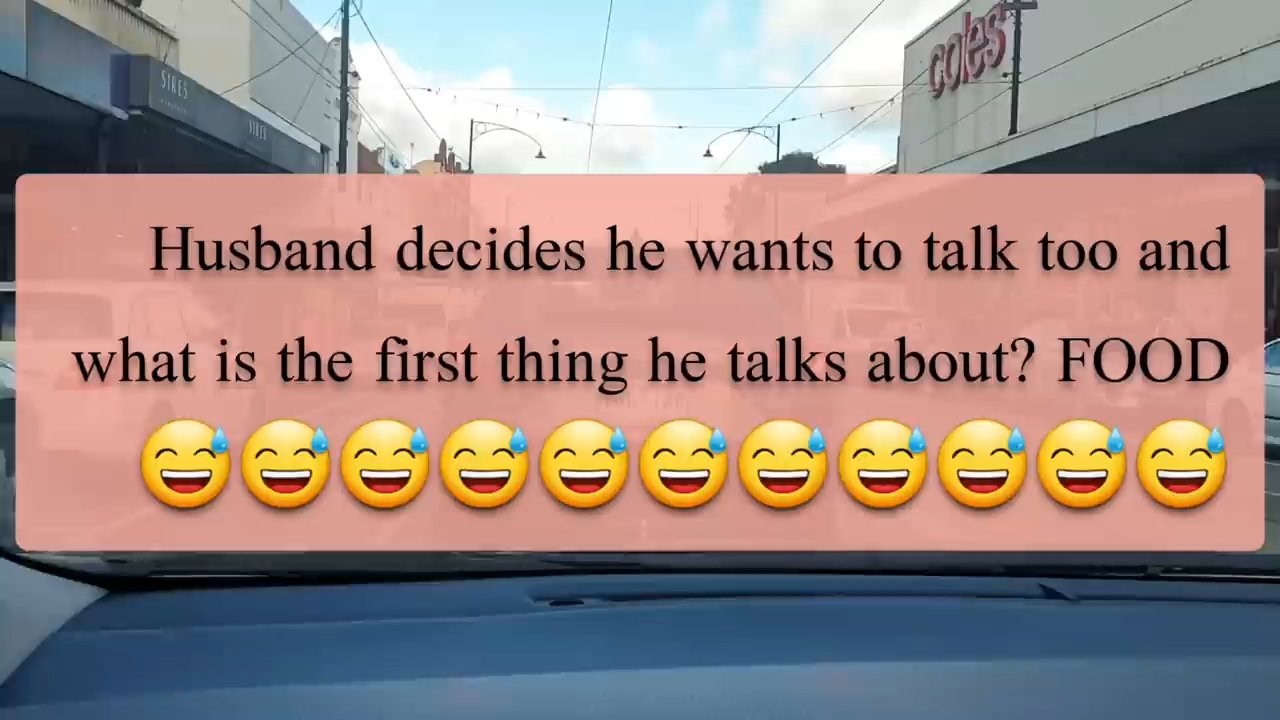 SIRES
SIRES
coles
Husband decides he wants to talk too and
what is the first thing he talks about? FOOD
😅😅😅😅😅😅😅😅😅😅😅